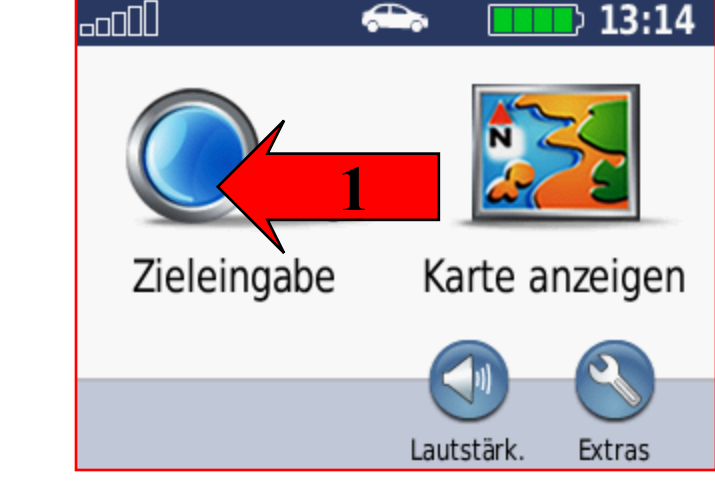 13:14
N
1
Zieleingabe
Karte anzeigen
Lautstärk.
Extras